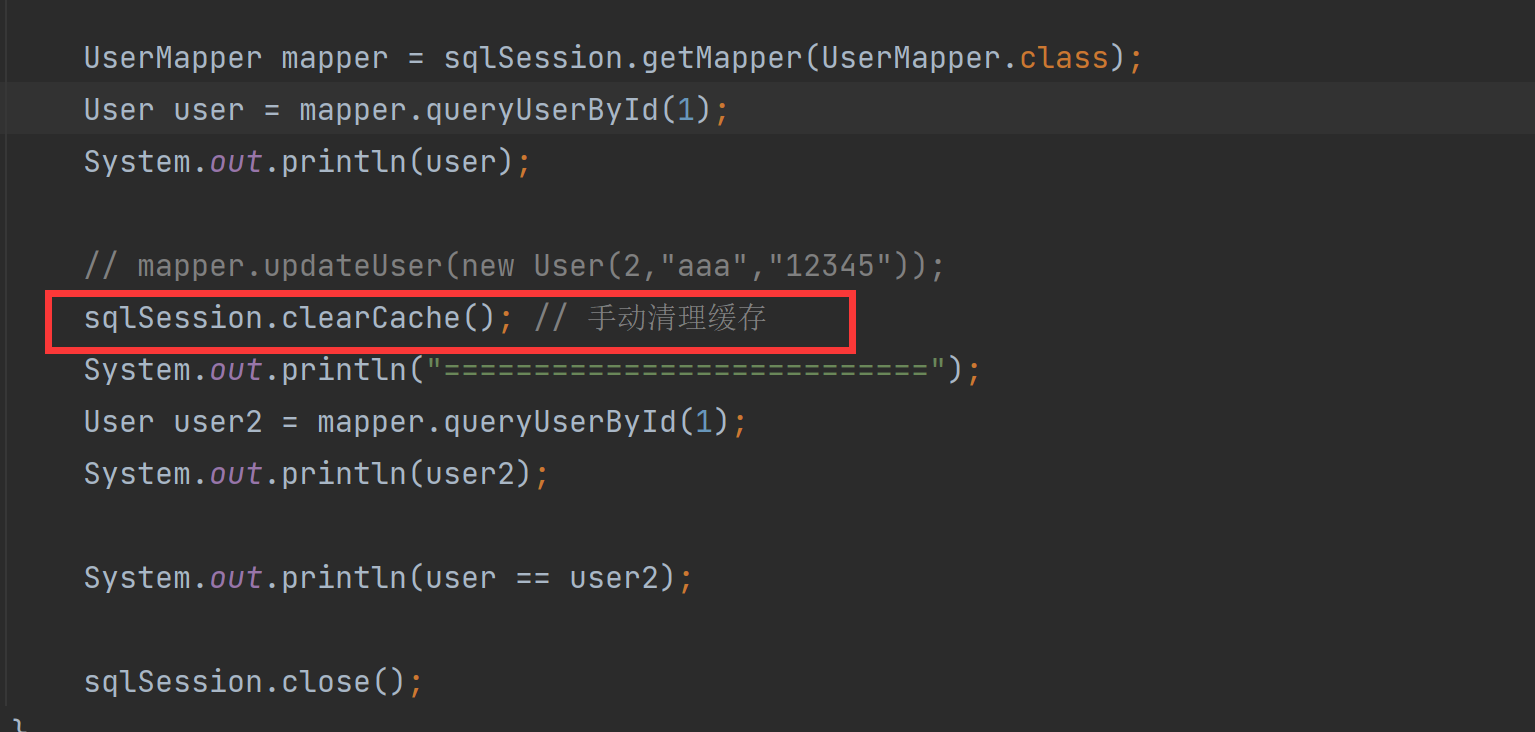 UserMapper mapper = sqlSession.getMapper(UserMapper.class);
User user = mapper.queryUserById(1);
System.out.println(user);
// mapper.updateUser(new User(2,"aaa","12345"));
sqlSession.clearCache(); // 手动清理缓存
System.out.println("===========================");
User user2 = mapper.queryUserById(1);
System.out.println(user2);
System.out.println(user == user2);
sqlSession.close();
}